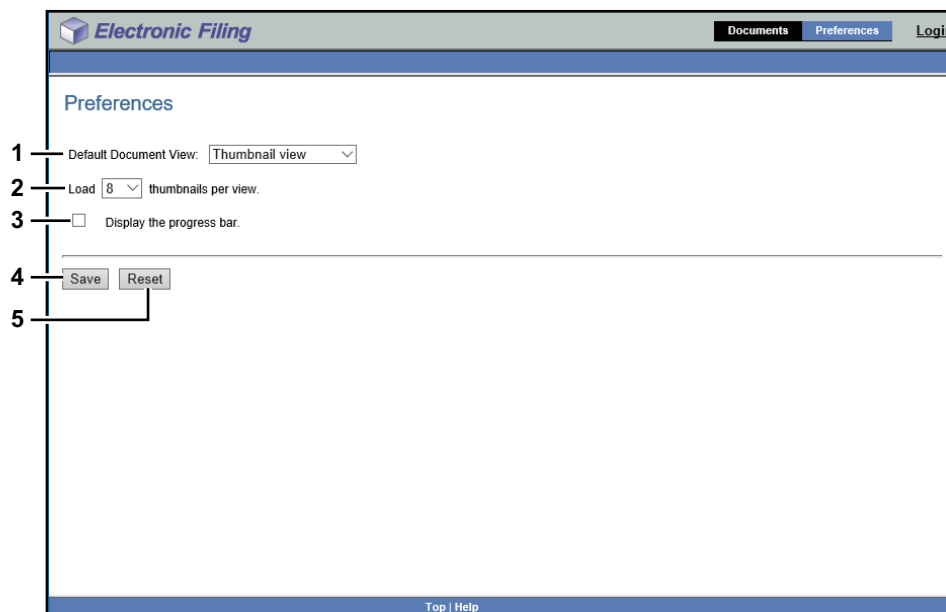 Electronic Filing Documents Preferences Logi
Preferences
1 Default Document View: Thumbnail view
2 Load 8 thumbnails per view.
3 Display the progress bar.
4 Save Reset
5
Top | Help